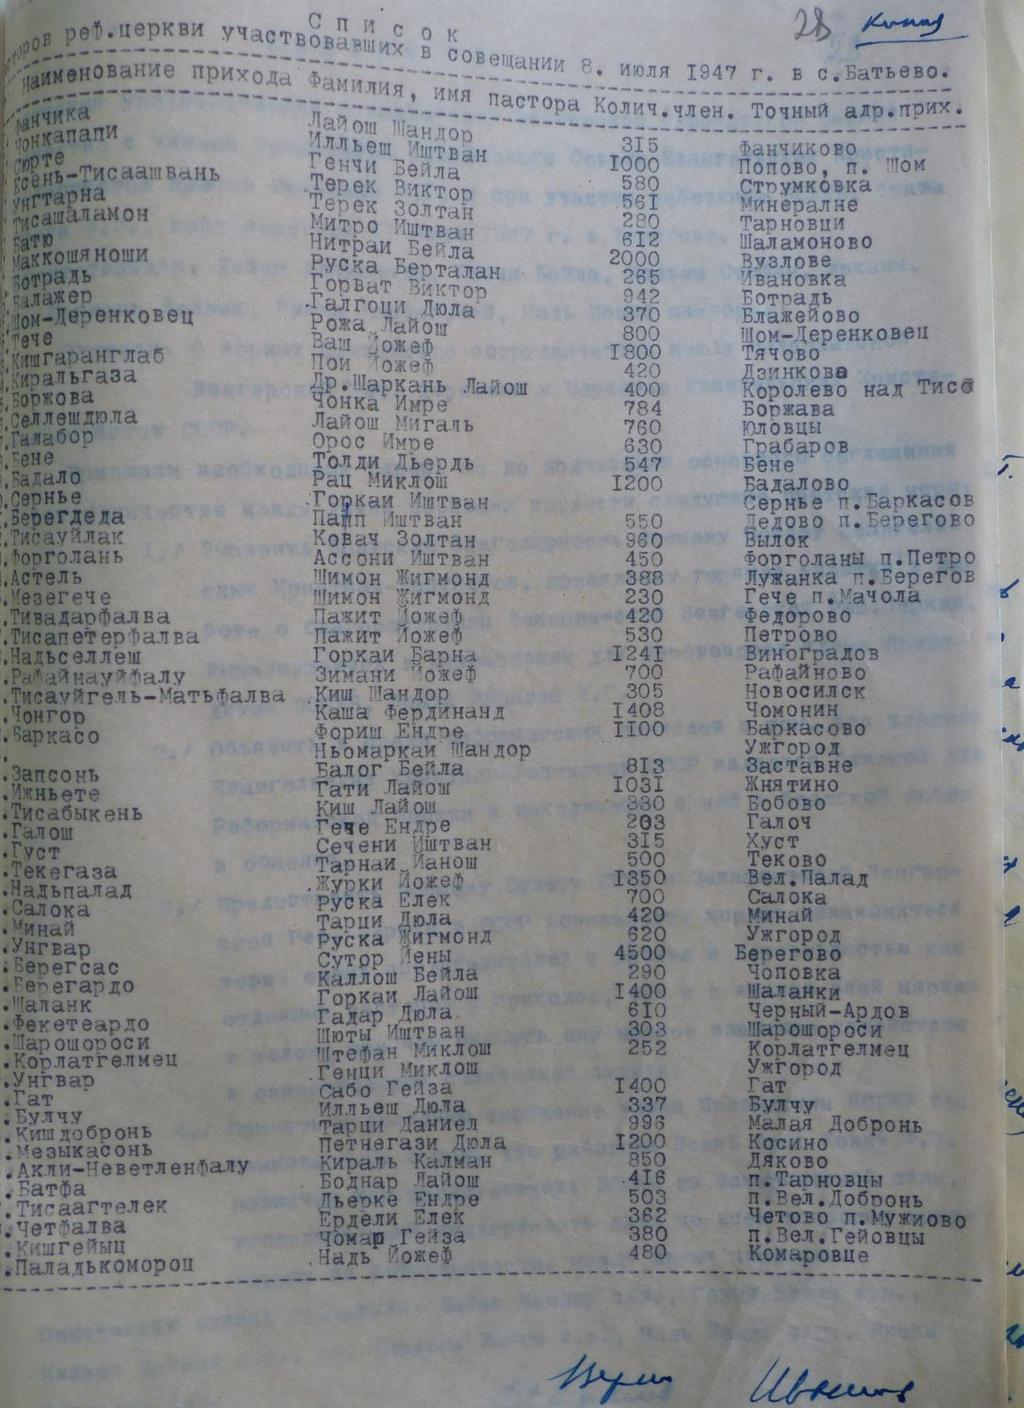 28 копия
Список
пасторов реф.церкви участвовавших в совещании 8. июля 1947 г. в с.Батьево.
Наименование прихода Фамилия, имя пастора Колич.член. Точный адр.прих.
Фанчика Лайош Шандор 315 Фанчиково
Чонкапапи Илльеш Иштван 1000 Попово, п. Шом
Сюрте Генчи Бейла 580 Струмковка
Есень-Тисаашвань Терек Виктор 561 Минералне
Унгтарна Терек Золтан 280 Тарновци
Тисашаламон Митро Иштван 612 Шаламоново
Батю Нитраи Бейла 2000 Вузлове
Маккошяноши Руска Берталан 265 Ивановка
Ботрадь Горват Виктор 942 Ботрадь
Балажер Галгоци Дюла 370 Блажейово
Шом-Деренковец Рожа Лайош 800 Шом-Деренковец
Тече Ваш Йожеф 1800 Тячово
Кишгаранглаб Пои Йожеф 420 Дзинкова
Киральгаза Др.Шаркань Лайош 400 Королево над Тисо
Боржова Чонка Имре 784 Боржава
Селлешдюла Лайош Мигаль 760 Юловцы
Галабор Орос Имре 630 Грабаров
Бене Толди Дьердь 547 Бене
Бадало Рац Миклош 1200 Бадалово
Сернье Горкаи Иштван Сернье п.Баркасов
Берегдеда Папп Иштван 550 Дедово п.Берегово
Тисауйлак Ковач Золтан 960 Вылок
Форголань Ассони Иштван 450 Форголаны п.Петро
Астель Шимон Жигмонд 388 Лужанка п.Берегов
Мезегече Шимон Жигмонд 230 Гече п.Мачола
Тивадарфалва Пажит Йожеф 420 Федорово
Тисапетерфалва Пажит Йожеф 530 Петрово
Надьселлеш Горкаи Барна 1241 Виноградов
Рафайнауйфалу Зимани Йожеф 700 Рафайново
Тисауйгель-Матьфалва Киш Шандор 305 Новосилск
Чонгор Каша Фердинанд 1408 Чомонин
Баркасо Фориш Ендре 1100 Баркасово
Ньомаркаи Шандор Ужгород
Запсонь Балог Бейла 813 Заставне
Ижньете Гати Лайош 1031 Жнятино
Тисабыкень Киш Лайош 880 Бобово
Галош Гече Ендре 203 Галоч
Густ Сечени Иштван 315 Хуст
Текегаза Тарнаи Йанош 500 Теково
Надьпалад Журки Йожеф 1350 Вел.Палад
Салока Руска Елек 700 Салока
Минай Тарци Дюла 420 Минай
Унгвар Руска Жигмонд 620 Ужгород
Берегсас Сутор Йены 4500 Берегово
Берегардо Каллош Бейла 290 Чоповка
Шаланк Горкаи Лайош 1400 Шаланки
Фекетеардо Гадар Дюла 610 Черный-Ардов
Шарошороси Шюты Иштван 303 Шарошороси
Корлатгелмец Штефан Миклош 252 Корлатгелмец
Унгвар Генци Миклош Ужгород
Гат Сабо Гейза 1400 Гат
Булчу Илльеш Дюла 337 Булчу
Кишдобронь Тарци Даниел 996 Малая Добронь
Мезыкасонь Петнегази Дюла 1200 Косино
Акли-Неветленфалу Кираль Калман 850 Дяково
Батфа Боднар Лайош 416 п.Тарновцы
Тисаагтелек Дьерке Ендре 503 п.Вел.Добронь
Четфалва Ердели Елек 362 Четово п.Мужиово
Кишгейыц Чомар Гейза 380 п.Вел.Гейовцы
Паладькомороц Надь Йожеф 480 Комаровце